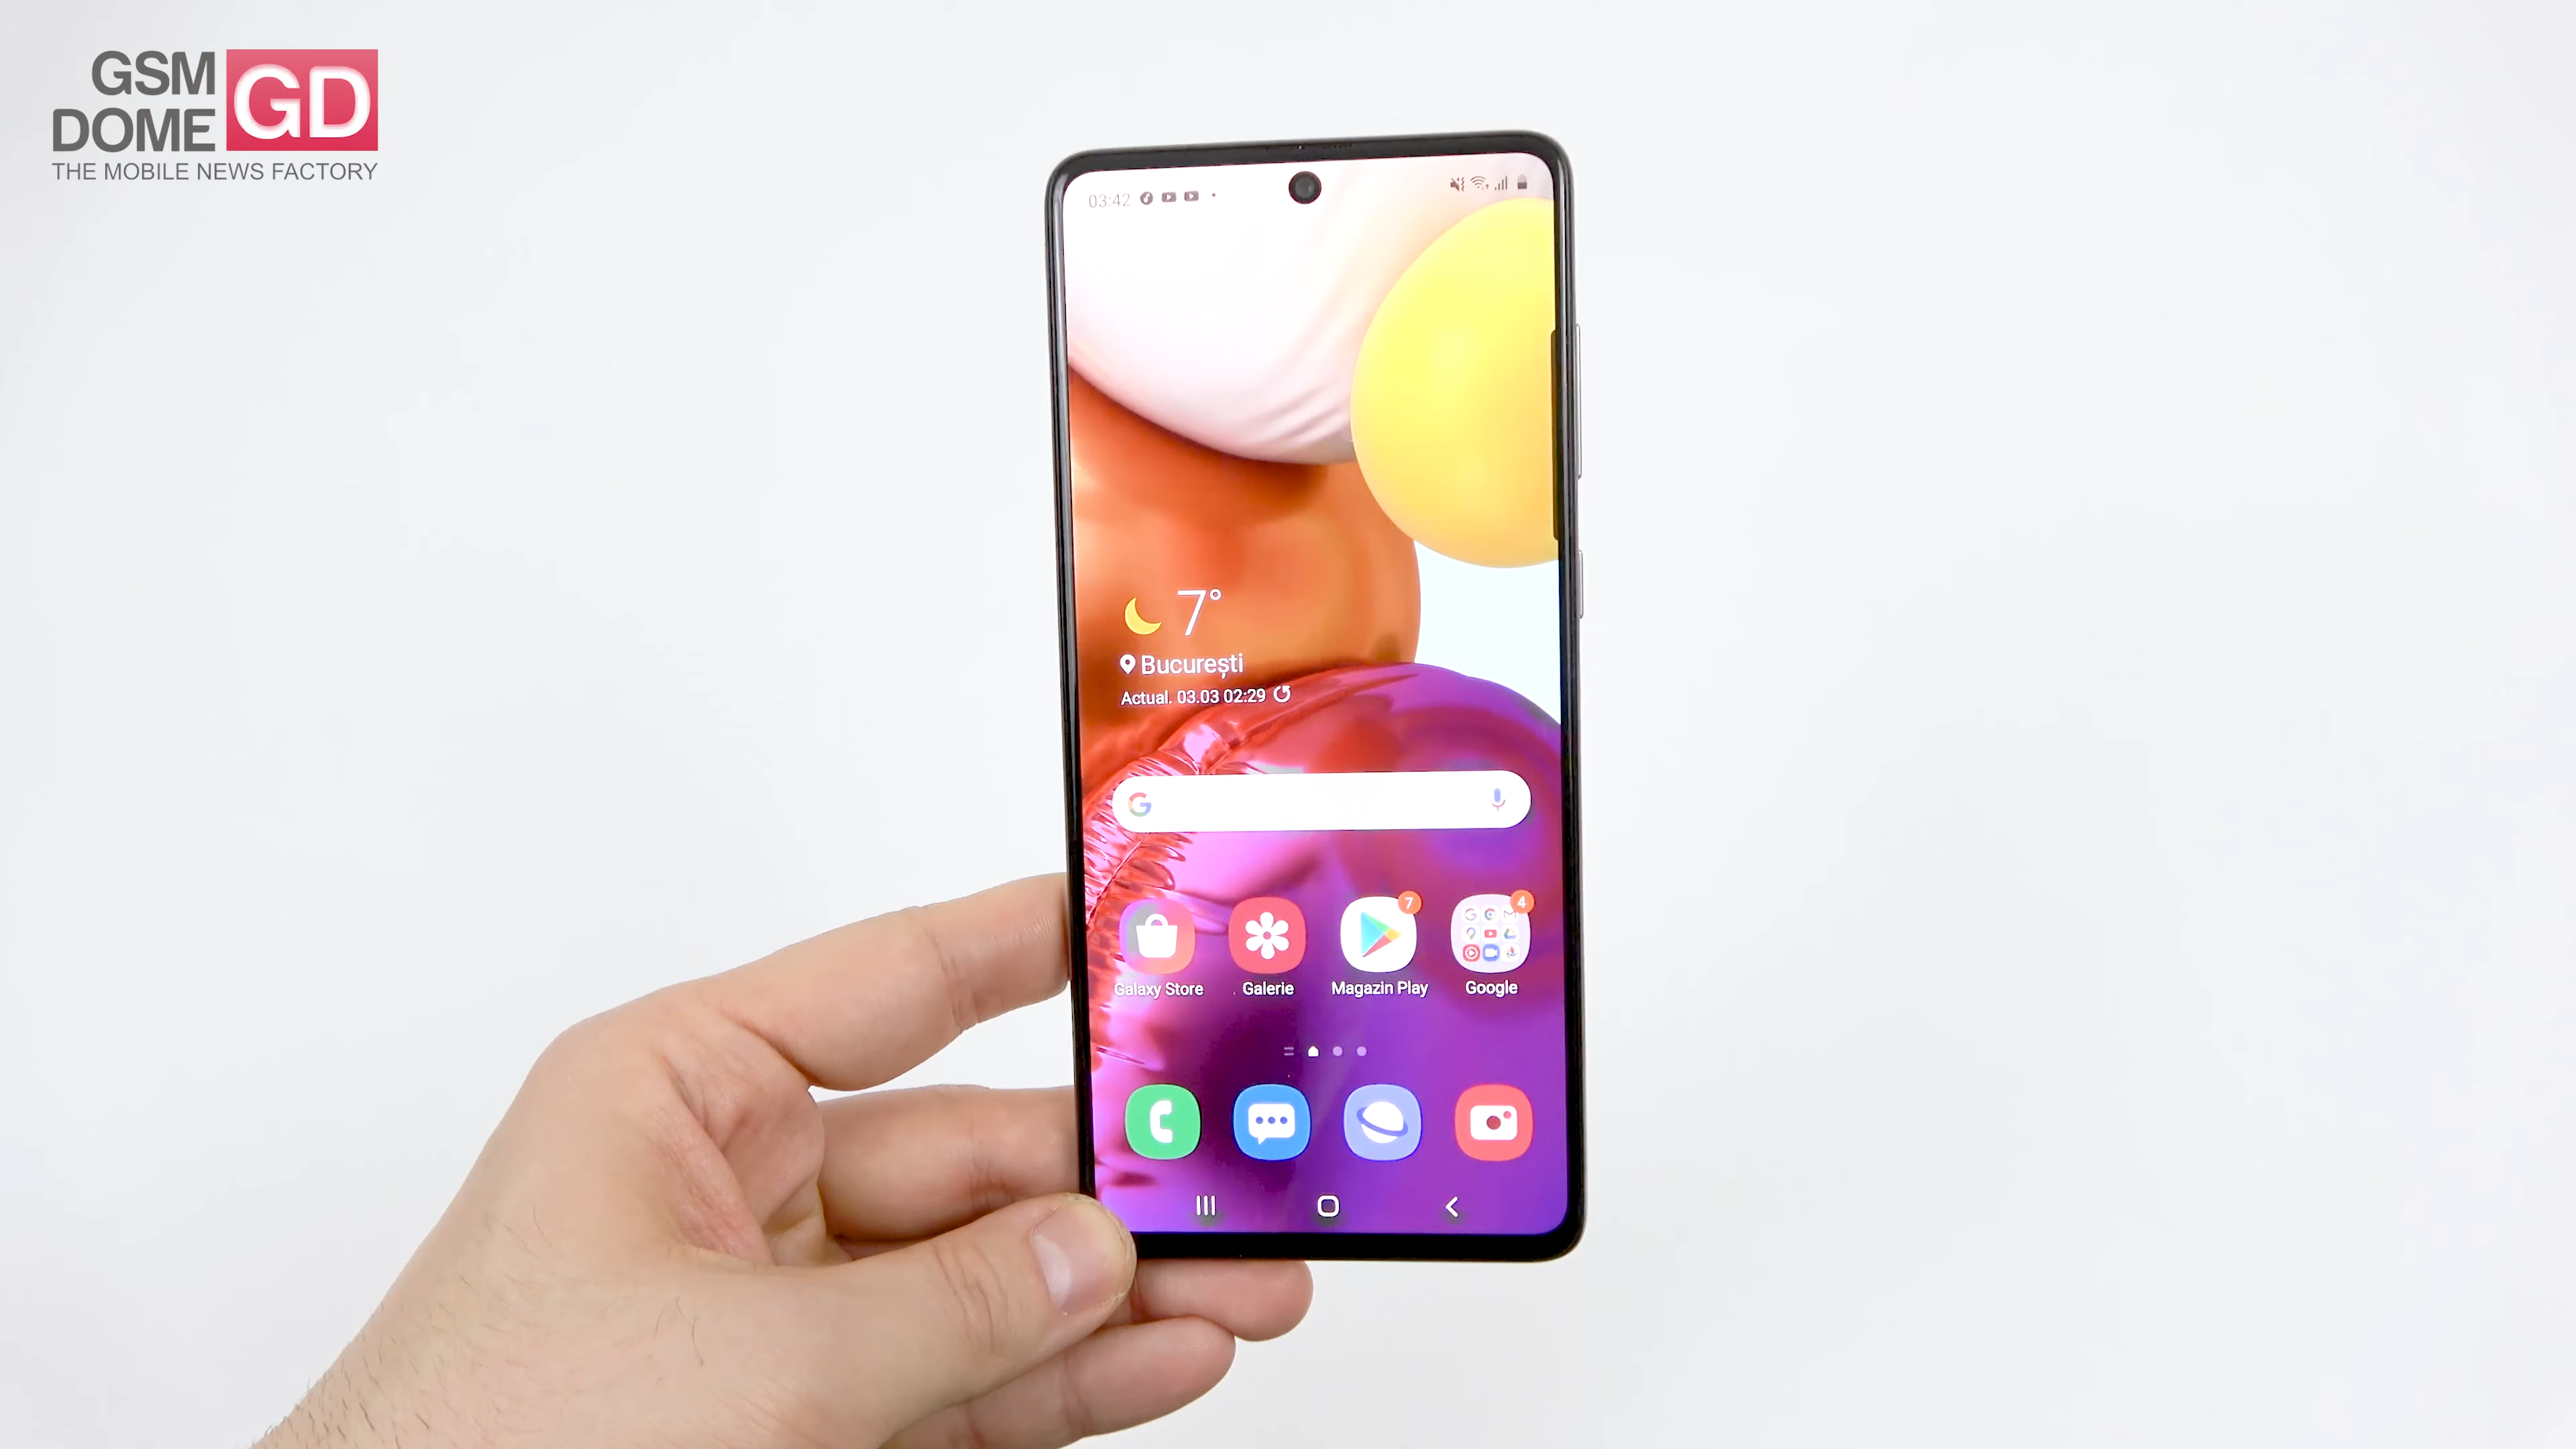 GSM
DOME
GD
THE MOBILE NEWS FACTORY
03:42
7°
București
Actual. 03.03 02:29
G
7
4
Galaxy Store
Galerie
Magazin Play
Google